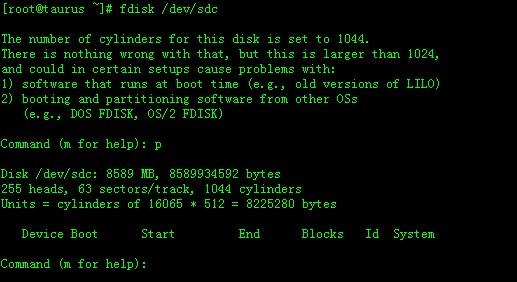 [root@taurus ~]# fdisk /dev/sdc
The number of cylinders for this disk is set to 1044.
There is nothing wrong with that, but this is larger than 1024,
and could in certain setups cause problems with:
1) software that runs at boot time (e.g., old versions of LILO)
2) booting and partitioning software from other OSs
   (e.g., DOS FDISK, OS/2 FDISK)
Command (m for help): p
Disk /dev/sdc: 8589 MB, 8589934592 bytes
255 heads, 63 sectors/track, 1044 cylinders
Units = cylinders of 16065 * 512 = 8225280 bytes
   Device Boot      Start         End      Blocks   Id  System
Command (m for help):